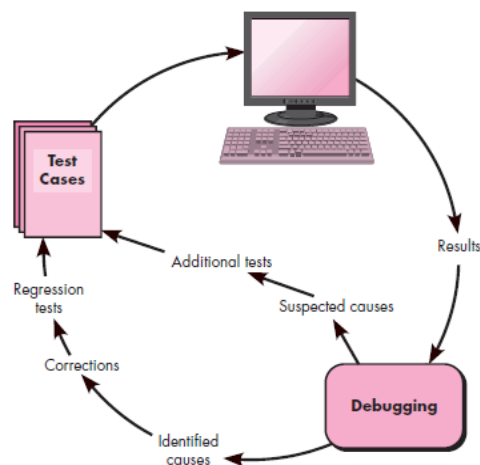 Test
Cases
Results
Additional tests
Suspected causes
Regression
tests
Corrections
Debugging
Identified
causes